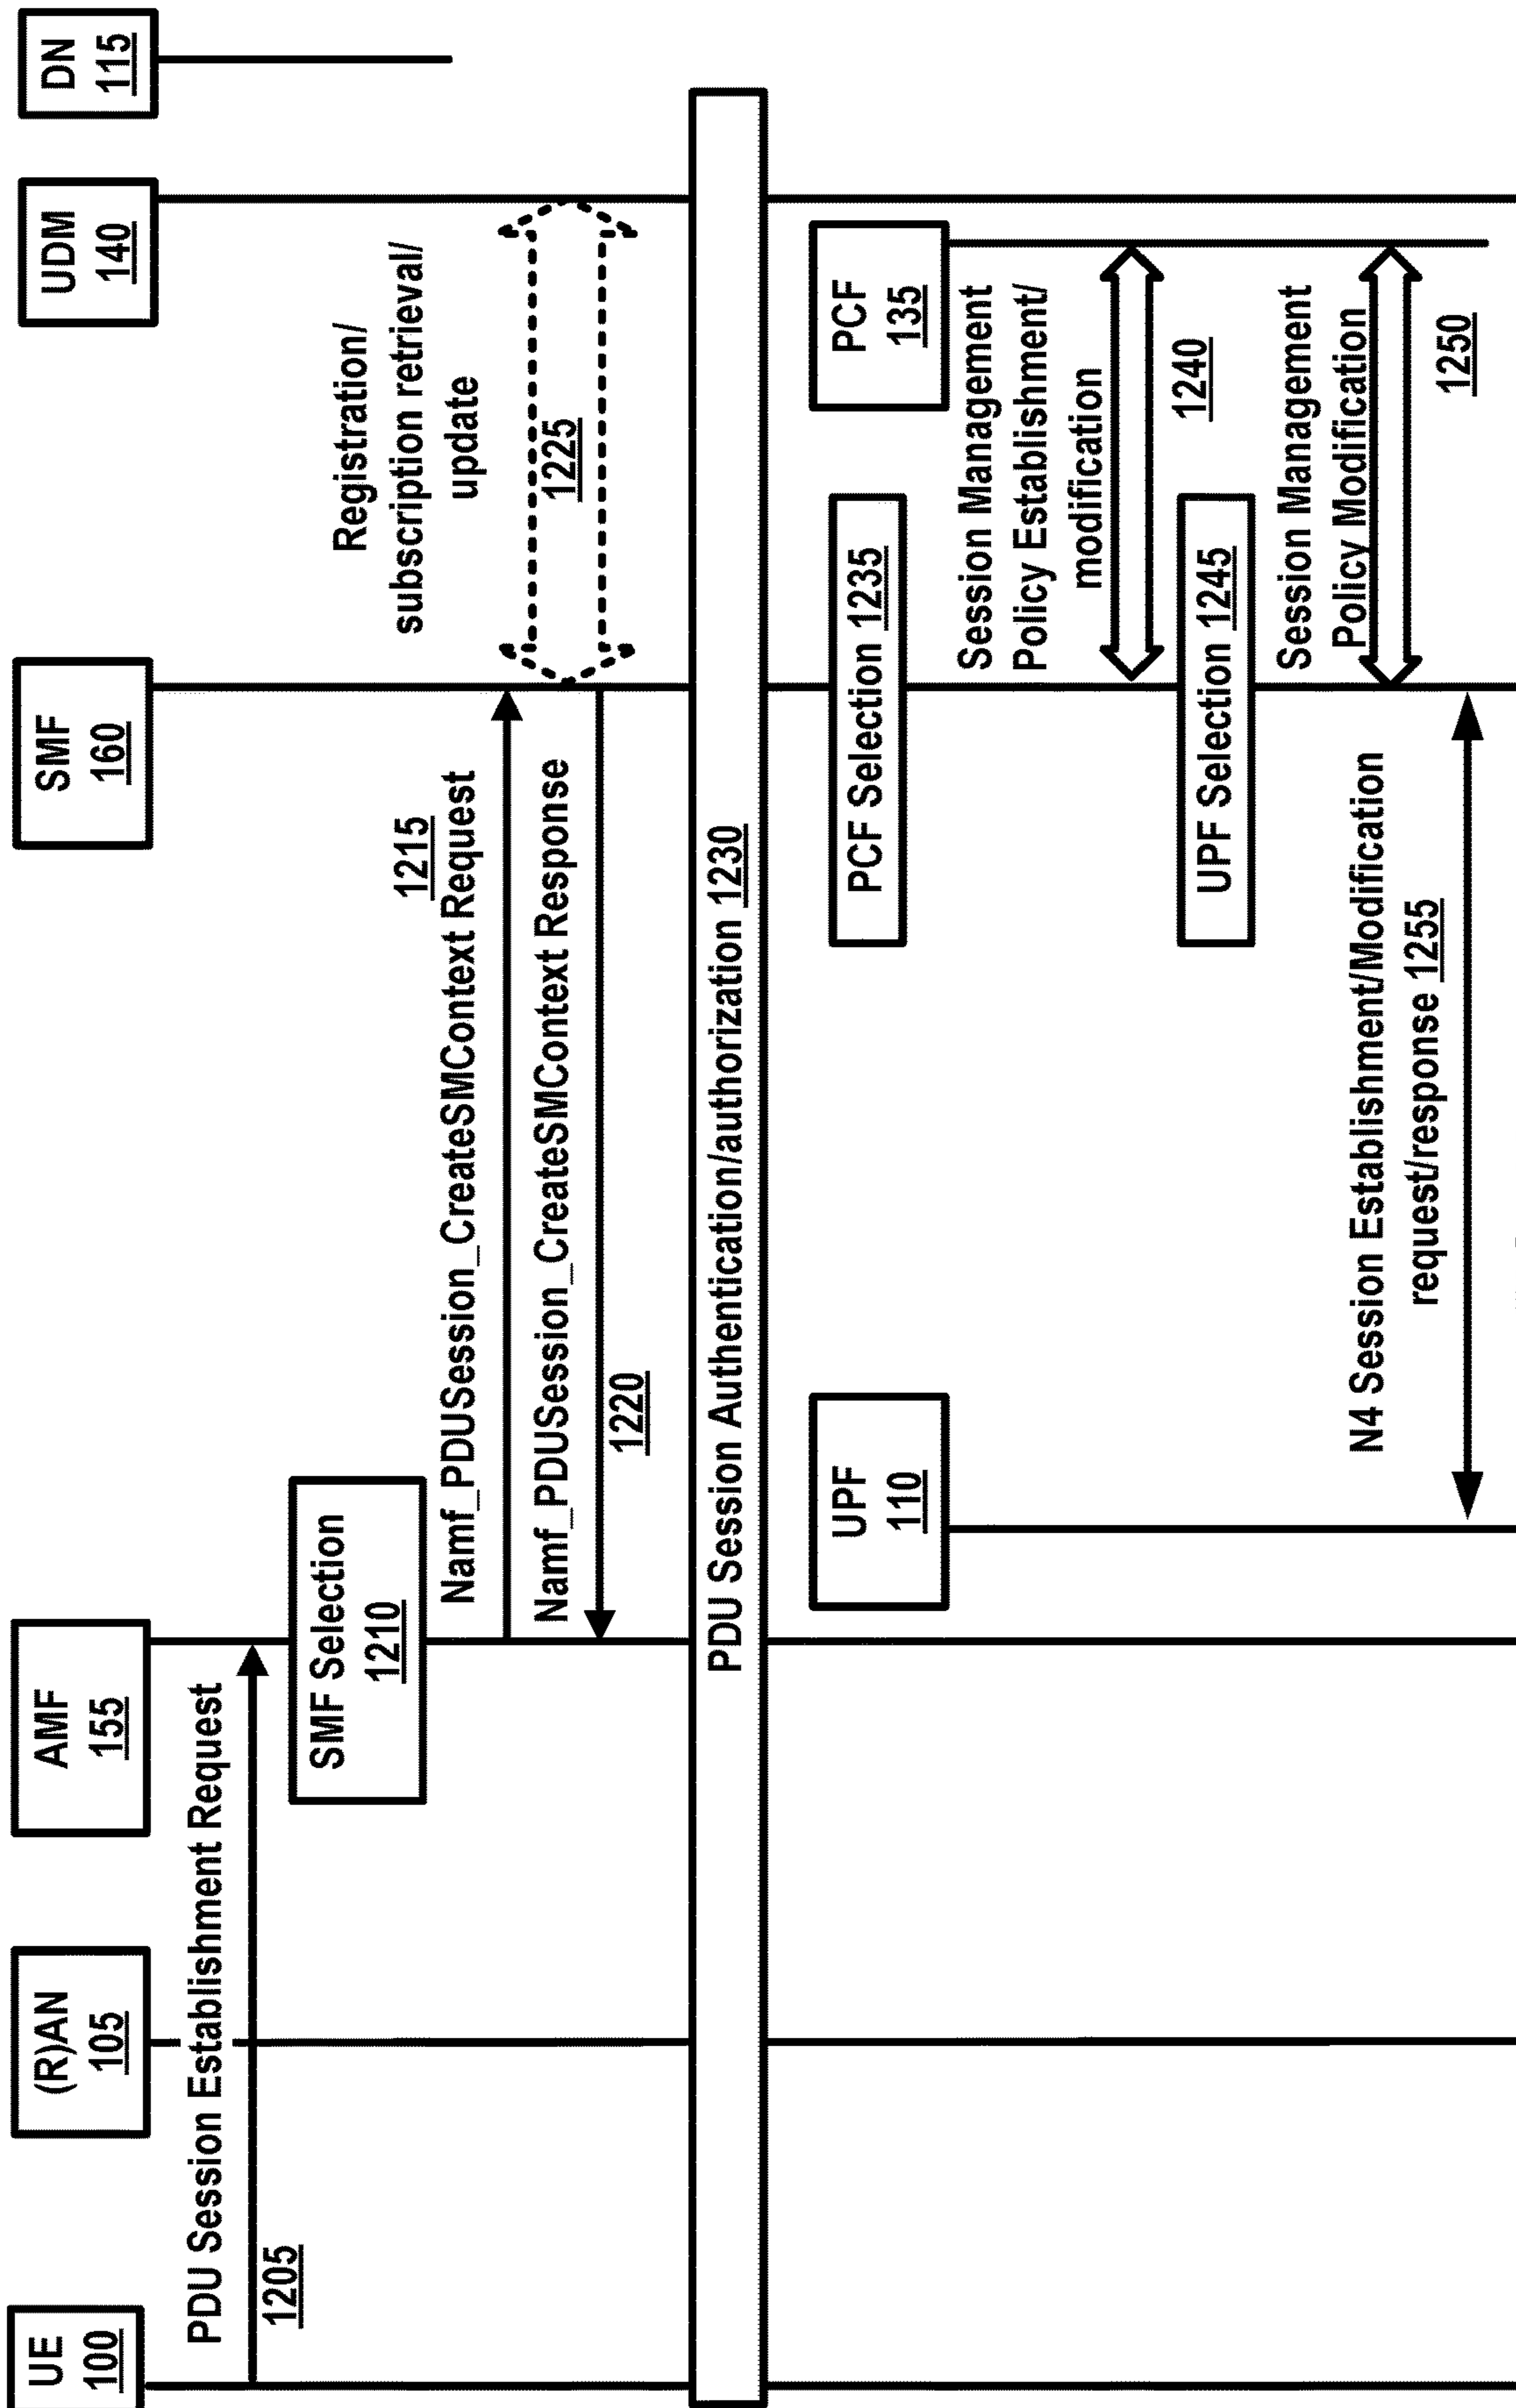 UE
100
(R)AN
105
AMF
155
SMF
160
UDM
140
DN
115
PDU Session Establishment Request
1205
SMF Selection
1210
1215
Namf_PDUSession_CreateSMContext Request
Namf_PDUSession_CreateSMContext Response
1220
Registration/
subscription retrieval/
update
1225
PDU Session Authentication/authorization 1230
UPF
110
PCF
135
PCF Selection 1235
Session Management
Policy Establishment/
modification
1240
UPF Selection 1245
Session Management
Policy Modification
1250
N4 Session Establishment/Modification
request/response 1255